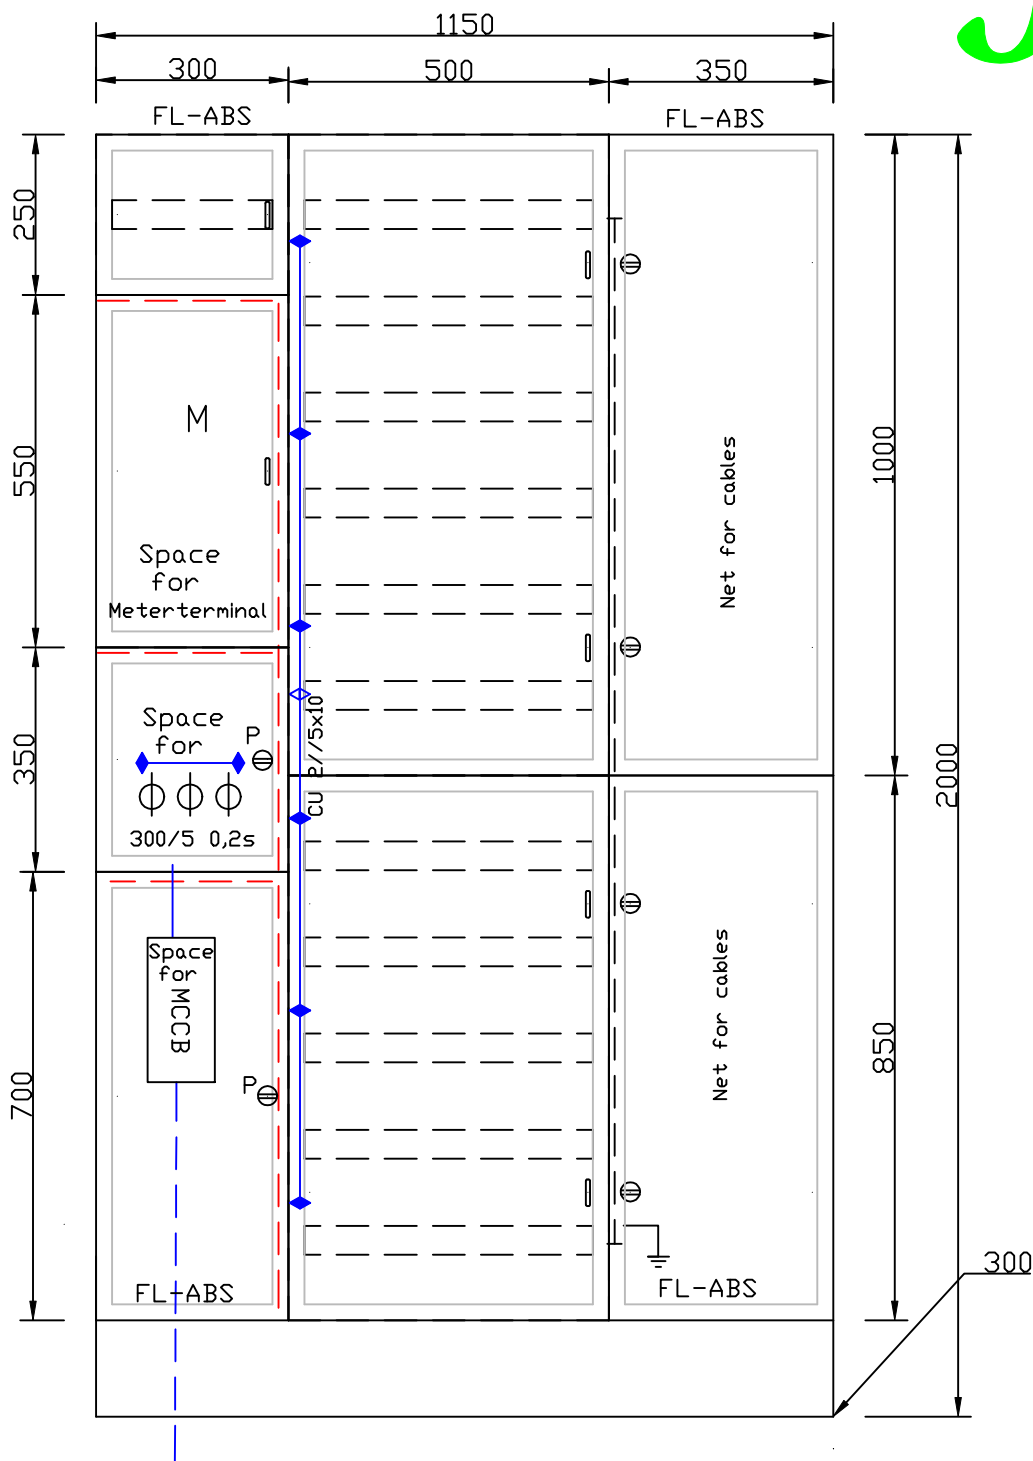 1150
300
500
350
FL-ABS
FL-ABS
250
550
M
Space
for
Meterterminal
Net for cables
1000
350
Space
for
P
300/5 0,2s
CU 2//5x10
2000
Space
for
MCCB
P
700
Net for cables
850
FL-ABS
FL-ABS
300